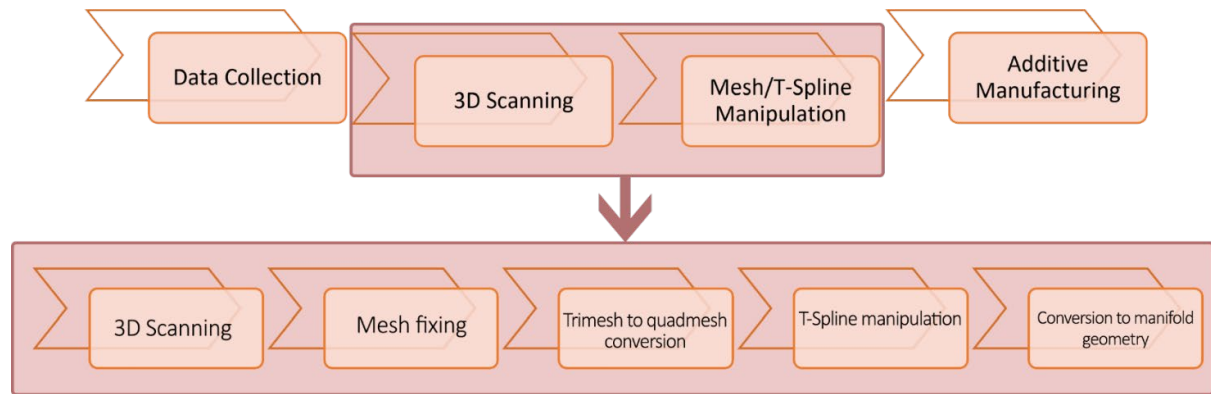 Data Collection
3D Scanning
Mesh/T-Spline
Manipulation
Additive
Manufacturing
3D Scanning
Mesh fixing
Trimesh to quadmesh
conversion
T-Spline manipulation
Conversion to manifold
geometry